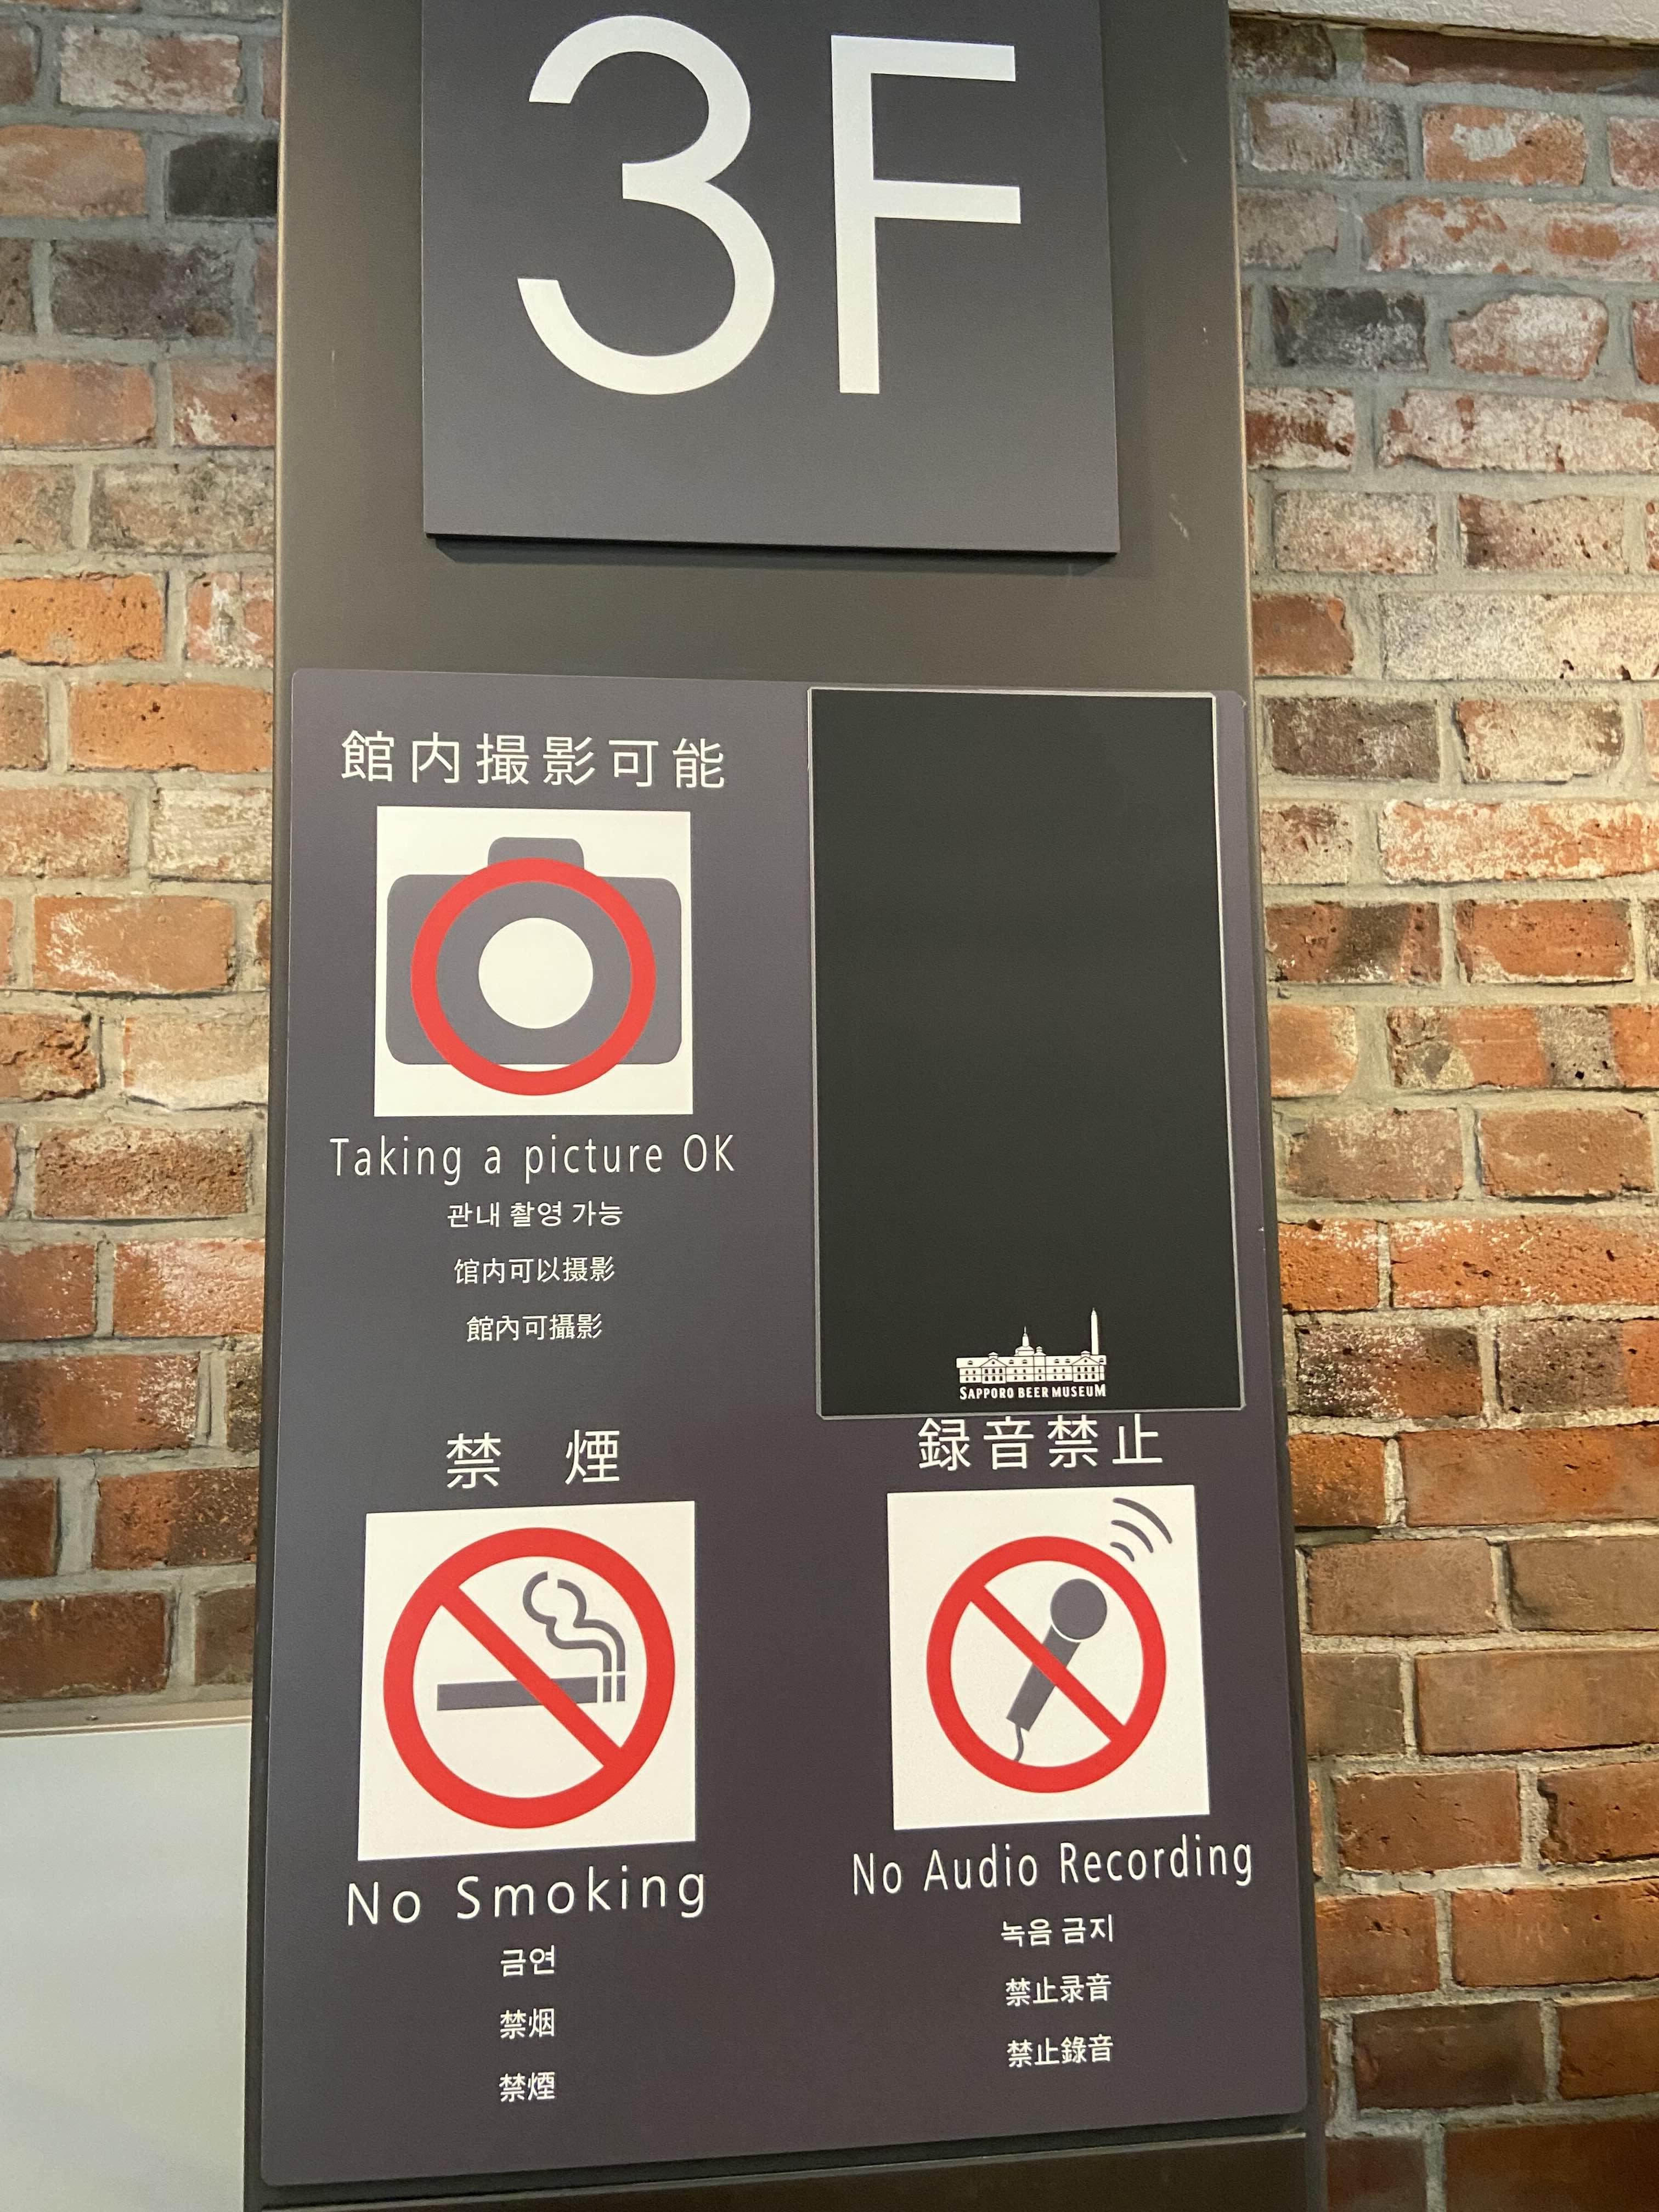 3F
館内撮影可能
Taking a picture OK
관내 촬영 가능
馆内可以摄影
館內可攝影
SAPPORO BEER MUSEUM
禁 煙
No Smoking
금연
禁烟
禁煙
録音禁止
No Audio Recording
녹음 금지
禁止录音
禁止錄音